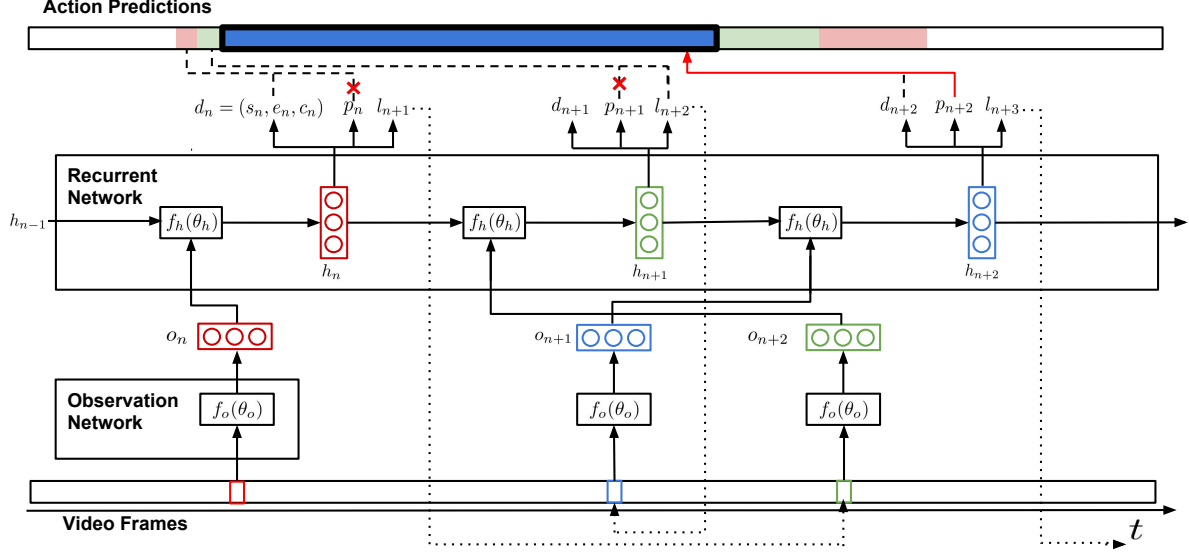 Action Predictions
d_n = (s_n, e_n, c_n) p_n l_{n+1} d_{n+1} p_{n+1} l_{n+2} d_{n+2} p_{n+2} l_{n+3}
Recurrent
Network
h_{n-1} f_h(θ_h) f_h(θ_h) f_h(θ_h)
h_n h_{n+1} h_{n+2}
o_n o_{n+1} o_{n+2}
Observation
Network
f_o(θ_o) f_o(θ_o) f_o(θ_o)
Video Frames
t